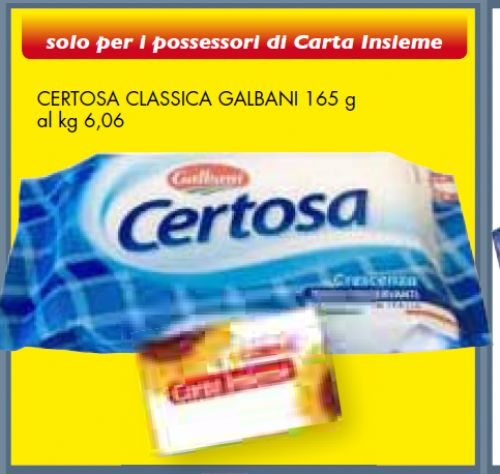 solo per i possessori di Carta Insieme
CERTOSA CLASSICA GALBANI 165 g
al kg 6,06
Galbani
Certosa
Crescenza
Carta Insieme